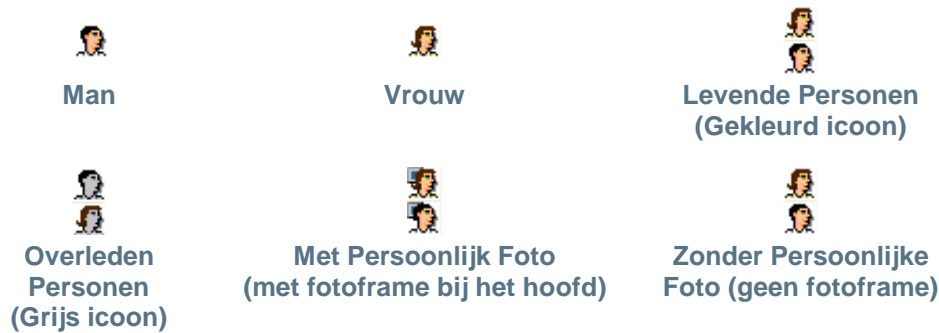 Man
Vrouw
Levende Personen
(Gekleurd icoon)
Overleden
Personen
(Grijs icoon)
Met Persoonlijk Foto
(met fotoframe bij het hoofd)
Zonder Persoonlijke
Foto (geen fotoframe)